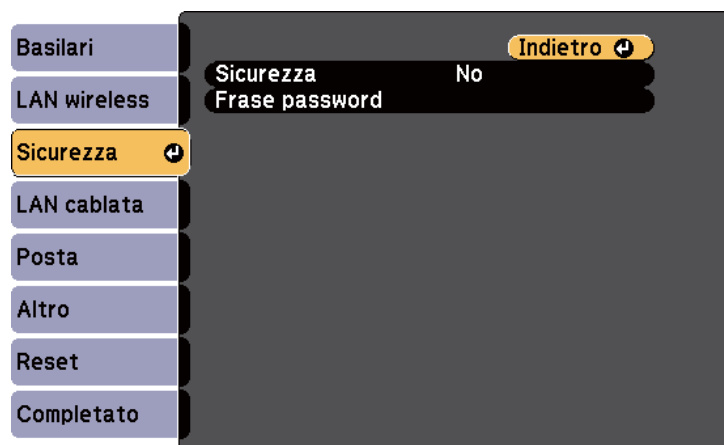 Basilari
LAN wireless
Sicurezza
LAN cablata
Posta
Altro
Reset
Completato
Indietro
Sicurezza No
Frase password